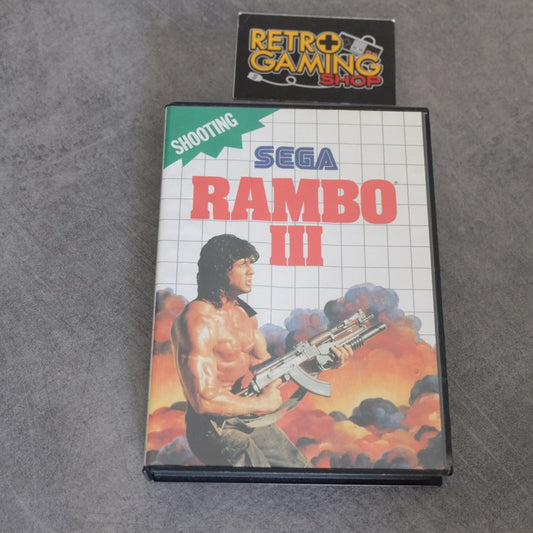 RETRO
GAMING
SHOP
SHOOTING
SEGA
RAMBO
III